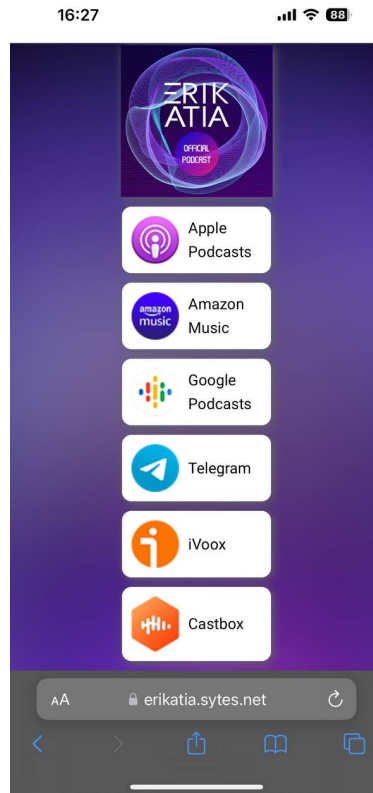 16:27
88
ERIK
ATIA
OFFICIAL
PODCAST
Apple
Podcasts
amazon
music
Amazon
Music
Google
Podcasts
Telegram
iVoox
Castbox
AA
erikatia.sytes.net